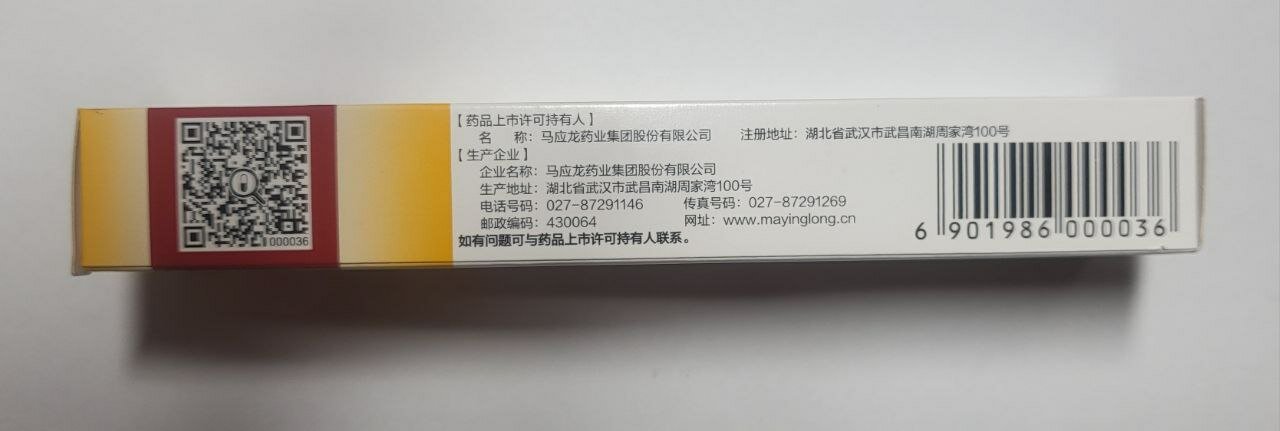 【药品上市许可持有人】
名　　称：马应龙药业集团股份有限公司　　注册地址：湖北省武汉市武昌南湖周家湾100号
【生产企业】
企业名称：马应龙药业集团股份有限公司
生产地址：湖北省武汉市武昌南湖周家湾100号
电话号码：027-87291146　　传真号码：027-87291269
邮政编码：430064　　网址：www.mayinglong.cn
如有问题可与药品上市许可持有人联系。
000036
6 901986 000036